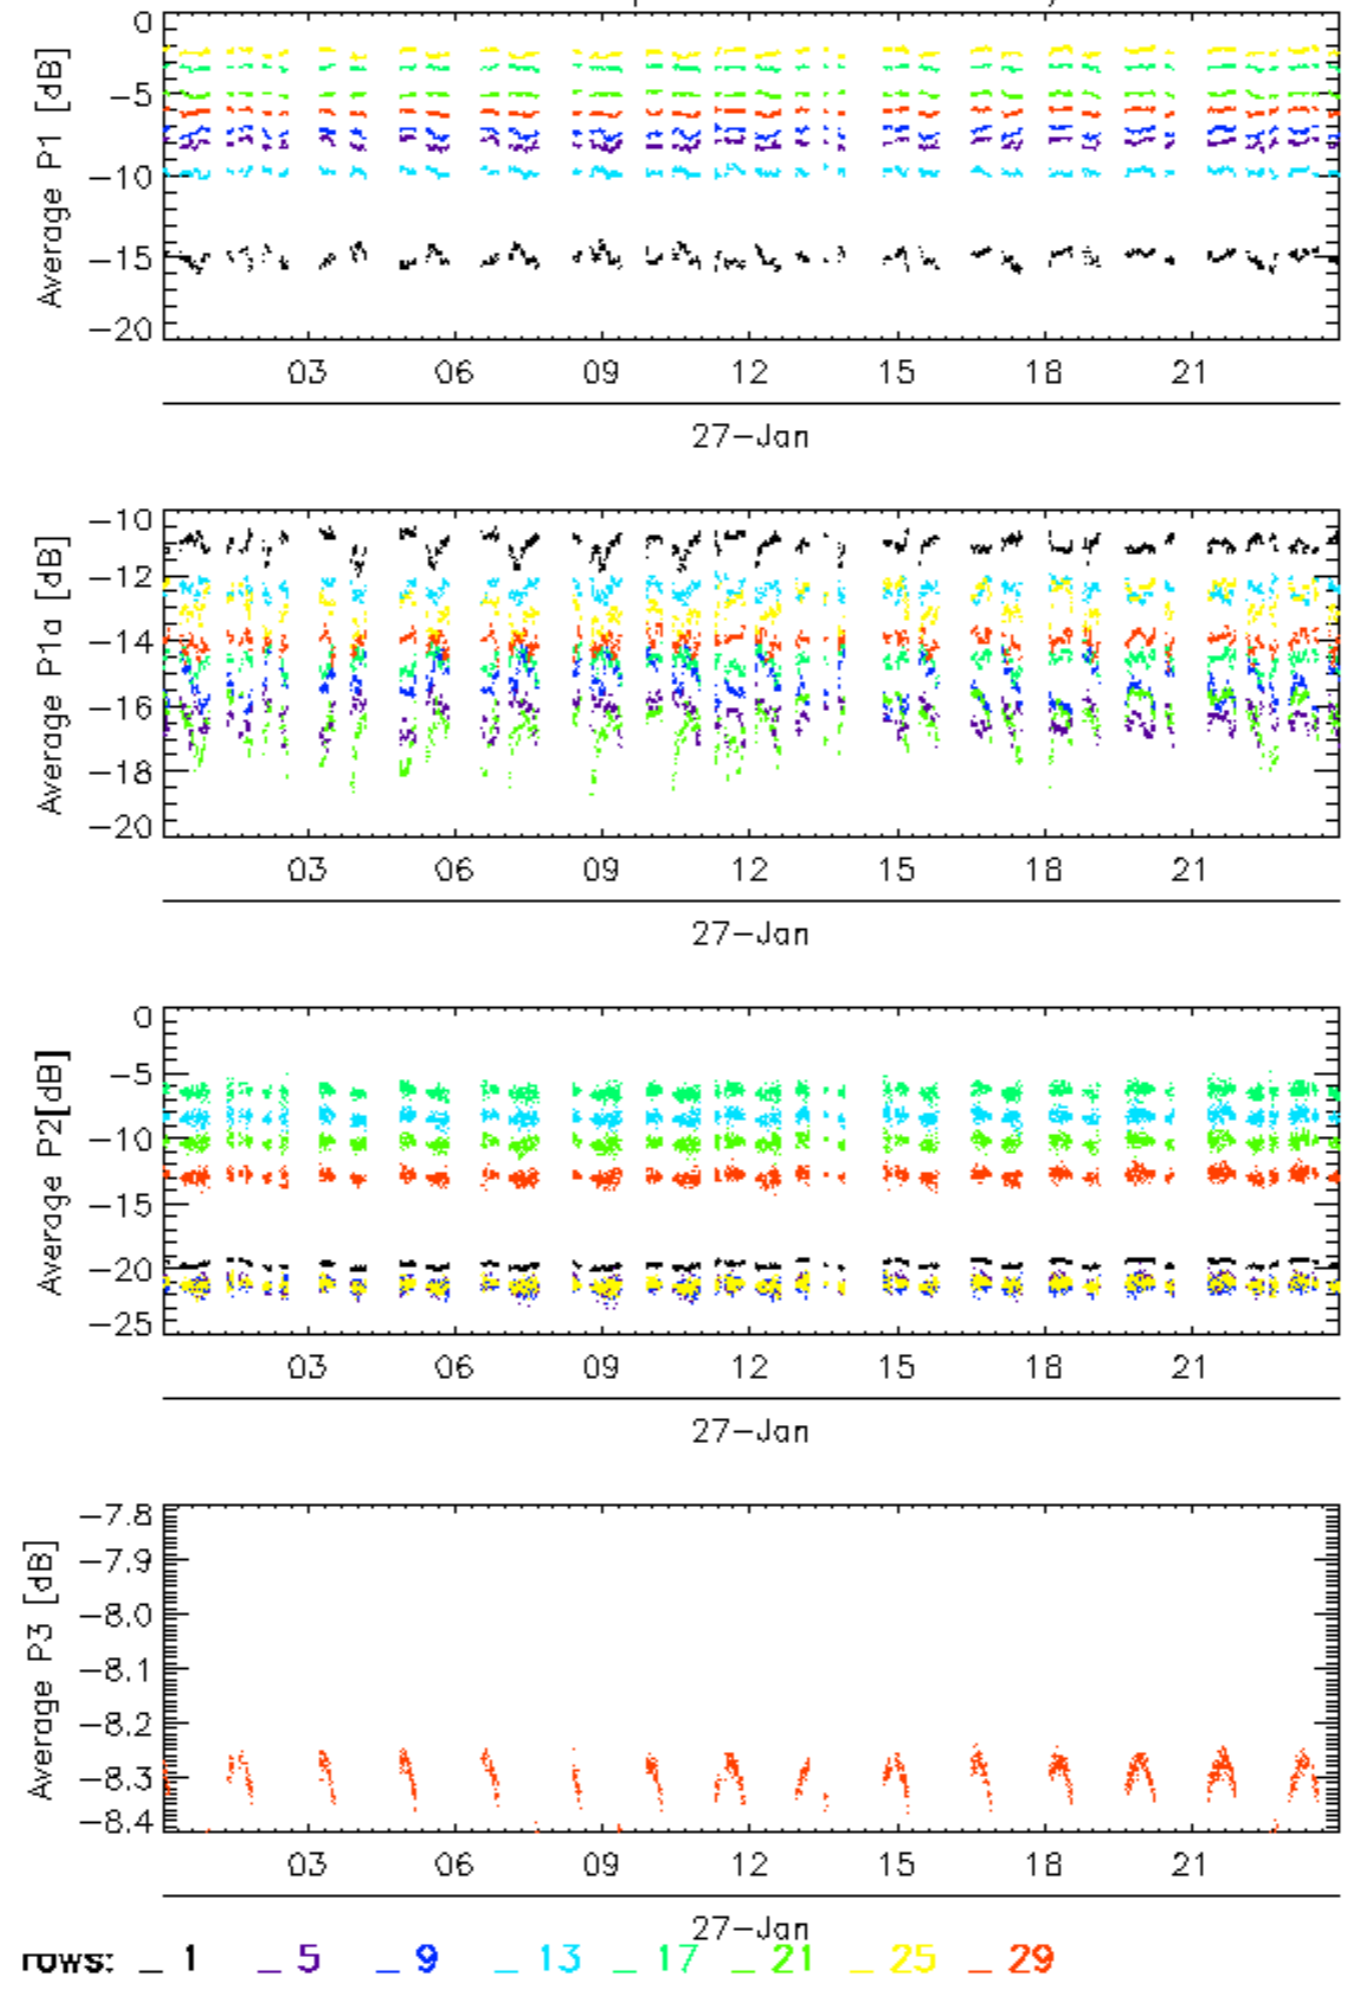 0
−5
−10
−15
−20
Average P1 [dB]
03 06 09 12 15 18 21
27−Jan
−10
−12
−14
−16
−18
−20
Average P1a [dB]
03 06 09 12 15 18 21
27−Jan
0
−5
−10
−15
−20
−25
Average P2[dB]
03 06 09 12 15 18 21
27−Jan
−7.8
−7.9
−8.0
−8.1
−8.2
−8.3
−8.4
Average P3 [dB]
03 06 09 12 15 18 21
27−Jan
rows: _ 1 _ 5 _ 9 _ 13 _ 17 _ 21 _ 25 _ 29